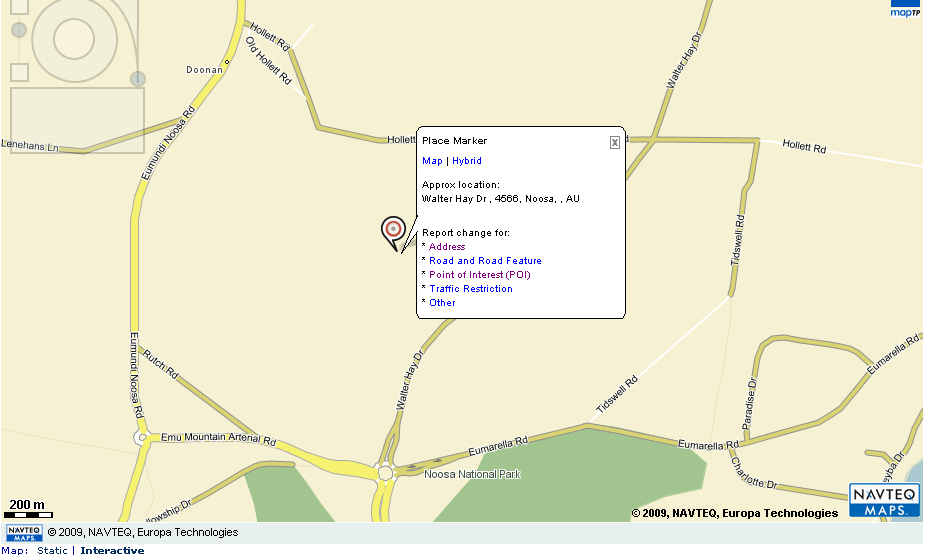 mapTP
Hollett Rd
Old Hollett Rd
Walter Hay Dr
Doonan
Eumundi Noosa Rd
Lenehans Ln
Hollett
Hollett Rd
Place Marker
x
Map | Hybrid
Approx location:
Walter Hay Dr , 4566, Noosa, , AU
Report change for:
* Address
* Road and Road Feature
* Point of Interest (POI)
* Traffic Restriction
* Other
Tidswell Rd
Eumundi Noosa Rd
Rutch Rd
Walter Hay Dr
Tidswell Rd
Paradise Dr
Eumarella Rd
Emu Mountain Arterial Rd
Eumarella Rd
Eumarella Rd
Noosa National Park
Charlotte Dr
eyba Dr
200 m
llowship Dr
© 2009, NAVTEQ, Europa Technologies
NAVTEQ
MAPS
NAVTEQ
MAPS
© 2009, NAVTEQ, Europa Technologies
Map: Static | Interactive